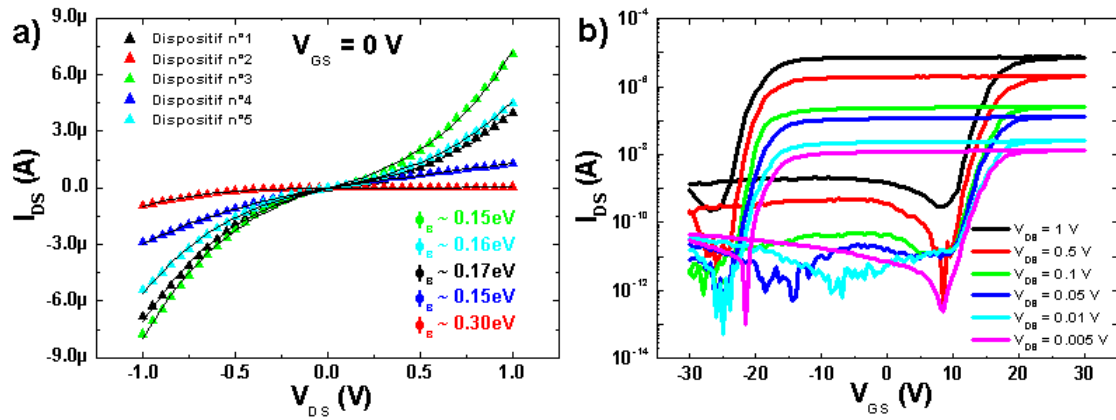 a)
I_DS (A)
9.0µ
6.0µ
3.0µ
0.0
-3.0µ
-6.0µ
-9.0µ
Dispositif n°1
Dispositif n°2
Dispositif n°3
Dispositif n°4
Dispositif n°5
V_GS = 0 V
ϕ_B ~ 0.15eV
ϕ_B ~ 0.16eV
ϕ_B ~ 0.17eV
ϕ_B ~ 0.15eV
ϕ_B ~ 0.30eV
-1.0 -0.5 0.0 0.5 1.0
V_DS (V)
b)
I_DS (A)
10^-4
10^-6
10^-8
10^-10
10^-12
10^-14
V_DS = 1 V
V_DS = 0.5 V
V_DS = 0.1 V
V_DS = 0.05 V
V_DS = 0.01 V
V_DS = 0.005 V
-30 -20 -10 0 10 20 30
V_GS (V)